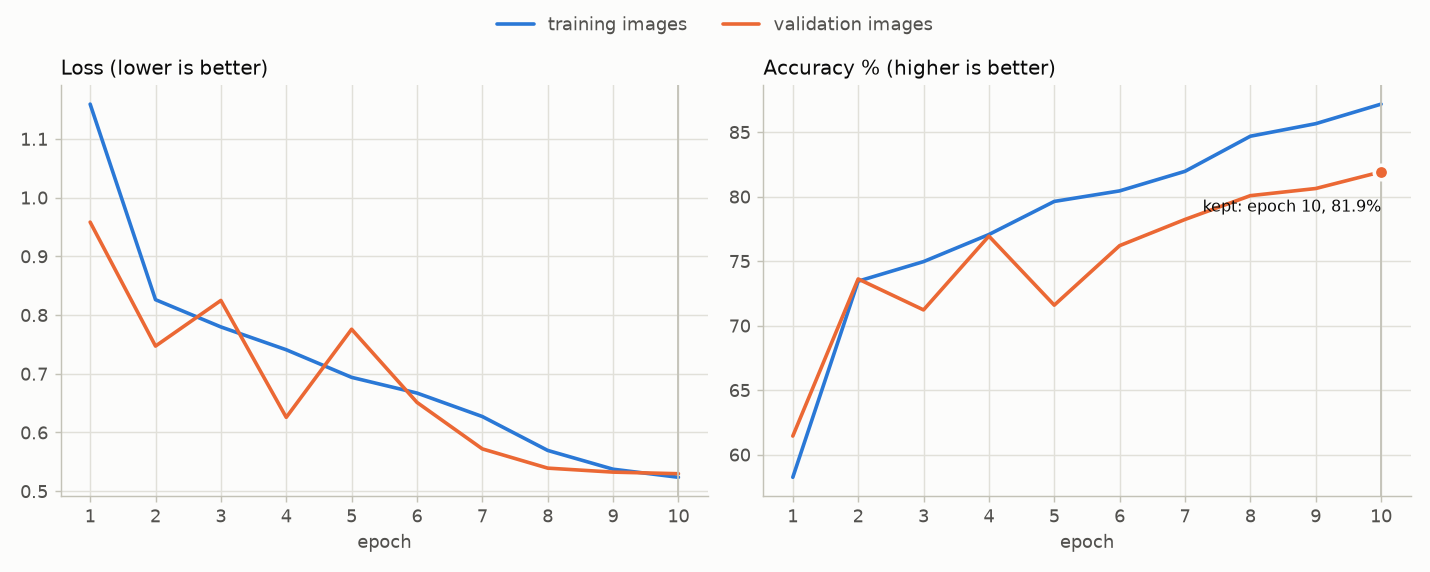 training images
validation images
Loss (lower is better)
1.1
1.0
0.9
0.8
0.7
0.6
0.5
1 2 3 4 5 6 7 8 9 10
epoch
Accuracy % (higher is better)
85
80
75
70
65
60
kept: epoch 10, 81.9%
1 2 3 4 5 6 7 8 9 10
epoch